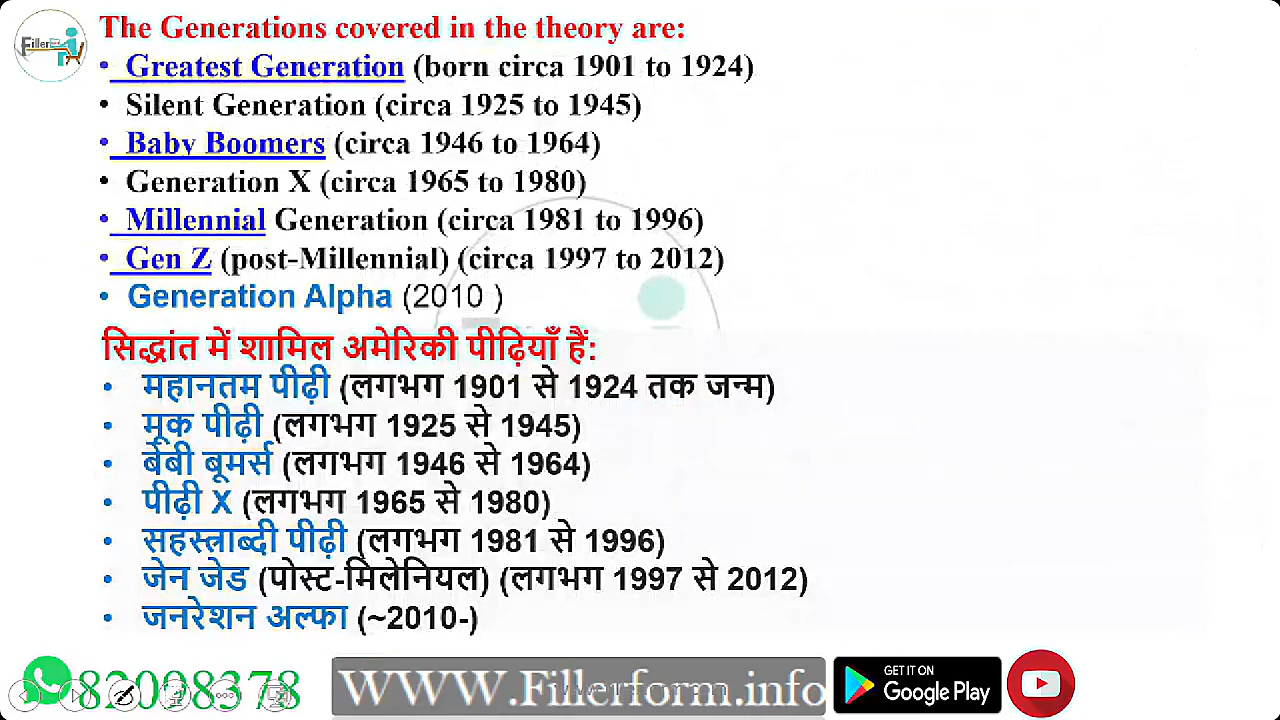 The Generations covered in the theory are:
• Greatest Generation (born circa 1901 to 1924)
• Silent Generation (circa 1925 to 1945)
• Baby Boomers (circa 1946 to 1964)
• Generation X (circa 1965 to 1980)
• Millennial Generation (circa 1981 to 1996)
• Gen Z (post-Millennial) (circa 1997 to 2012)
• Generation Alpha (2010 )
सिद्धांत में शामिल अमेरिकी पीढ़ियाँ हैं:
• महानतम पीढ़ी (लगभग 1901 से 1924 तक जन्म)
• मूक पीढ़ी (लगभग 1925 से 1945)
• बेबी बूमर्स (लगभग 1946 से 1964)
• पीढ़ी X (लगभग 1965 से 1980)
• सहस्त्राब्दी पीढ़ी (लगभग 1981 से 1996)
• जेन जेड (पोस्ट-मिलेनियल) (लगभग 1997 से 2012)
• जनरेशन अल्फा (~2010-)
WWW.Fillerform.info
GET IT ON
Google Play